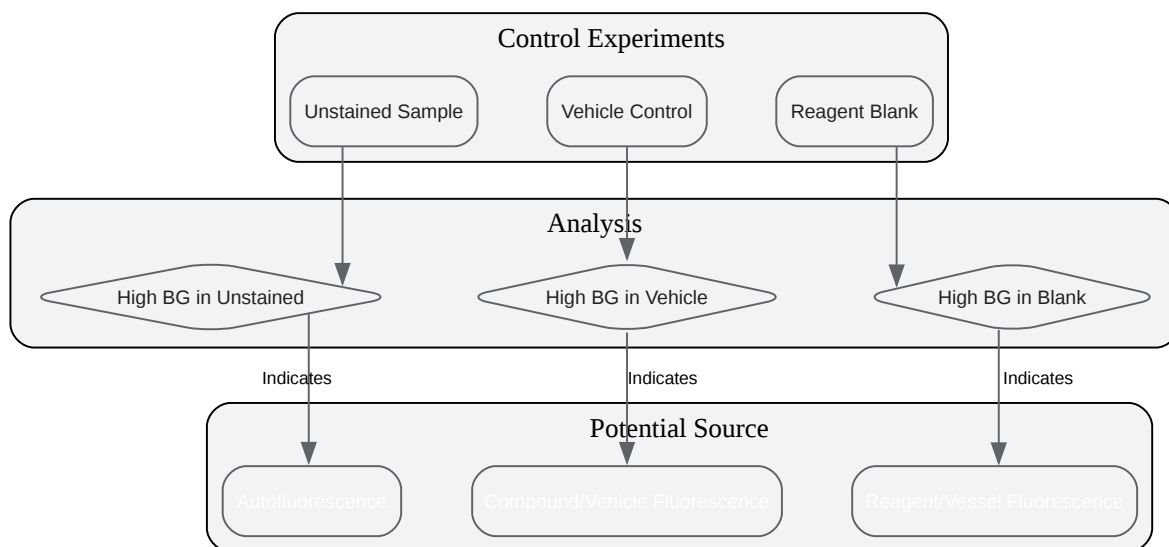 Control Experiments
Unstained Sample
Vehicle Control
Reagent Blank
Analysis
High BG in Unstained
High BG in Vehicle
High BG in Blank
Indicates
Indicates
Indicates
Potential Source
Autofluorescence
Compound/Vehicle Fluorescence
Reagent/Vessel Fluorescence